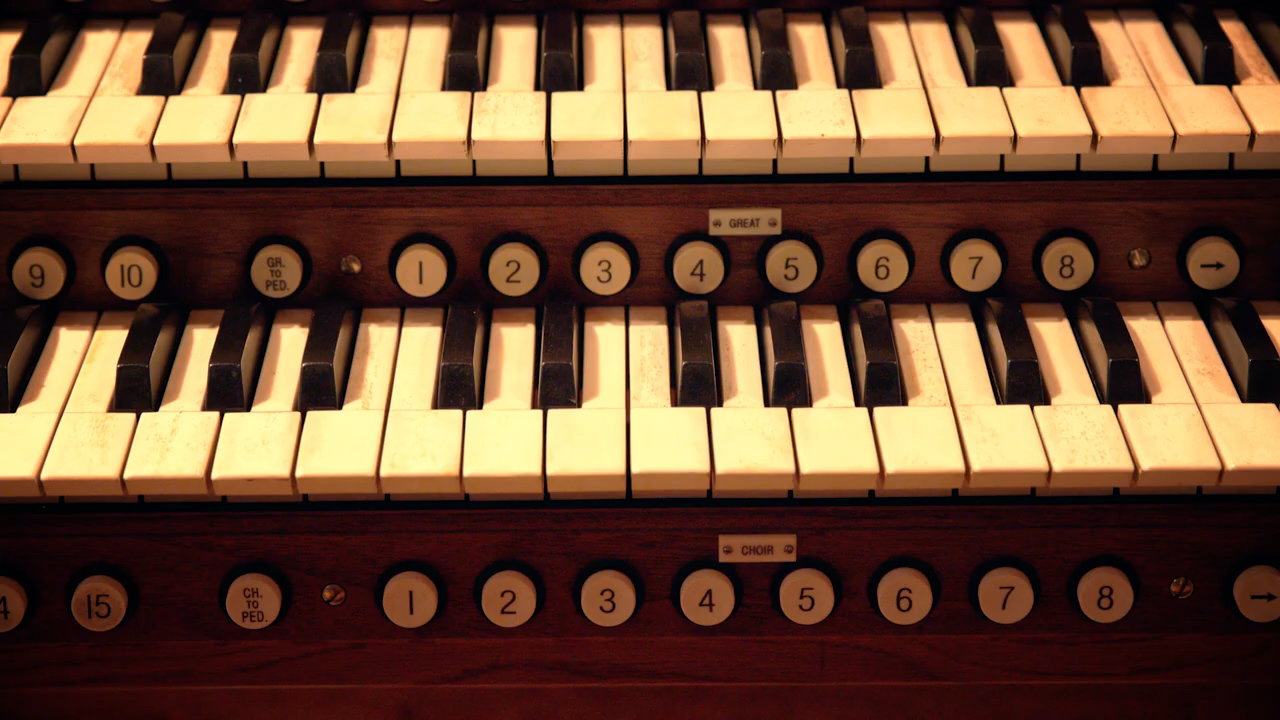 GREAT
9 10 GR. TO PED. 1 2 3 4 5 6 7 8 →
CHOIR
4 15 CH. TO PED. 1 2 3 4 5 6 7 8 →